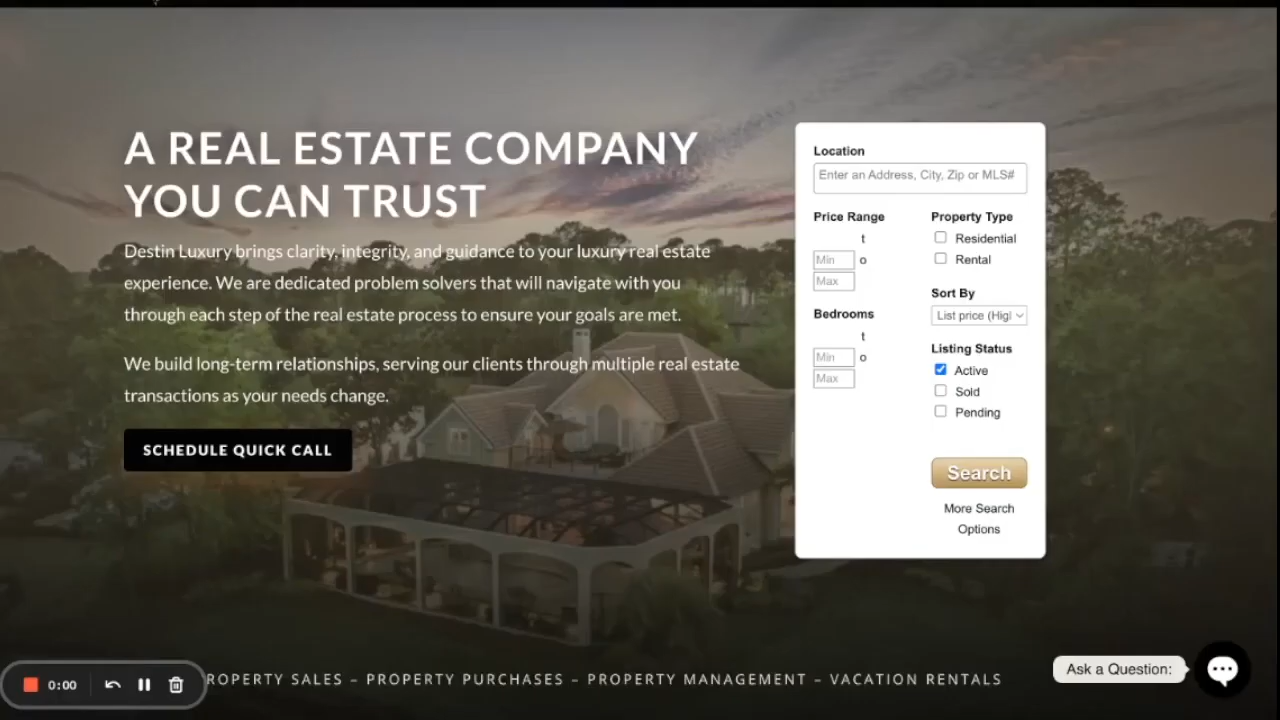 A REAL ESTATE COMPANY
YOU CAN TRUST
Destin Luxury brings clarity, integrity, and guidance to your luxury real estate
experience. We are dedicated problem solvers that will navigate with you
through each step of the real estate process to ensure your goals are met.
We build long-term relationships, serving our clients through multiple real estate
transactions as your needs change.
SCHEDULE QUICK CALL
Location
Enter an Address, City, Zip or MLS#
Price Range
t
Min o
Max
Bedrooms
t
Min o
Max
Property Type
Residential
Rental
Sort By
List price (Higl
Listing Status
Active
Sold
Pending
Search
More Search
Options
0:00
ROPERTY SALES – PROPERTY PURCHASES – PROPERTY MANAGEMENT – VACATION RENTALS
Ask a Question: